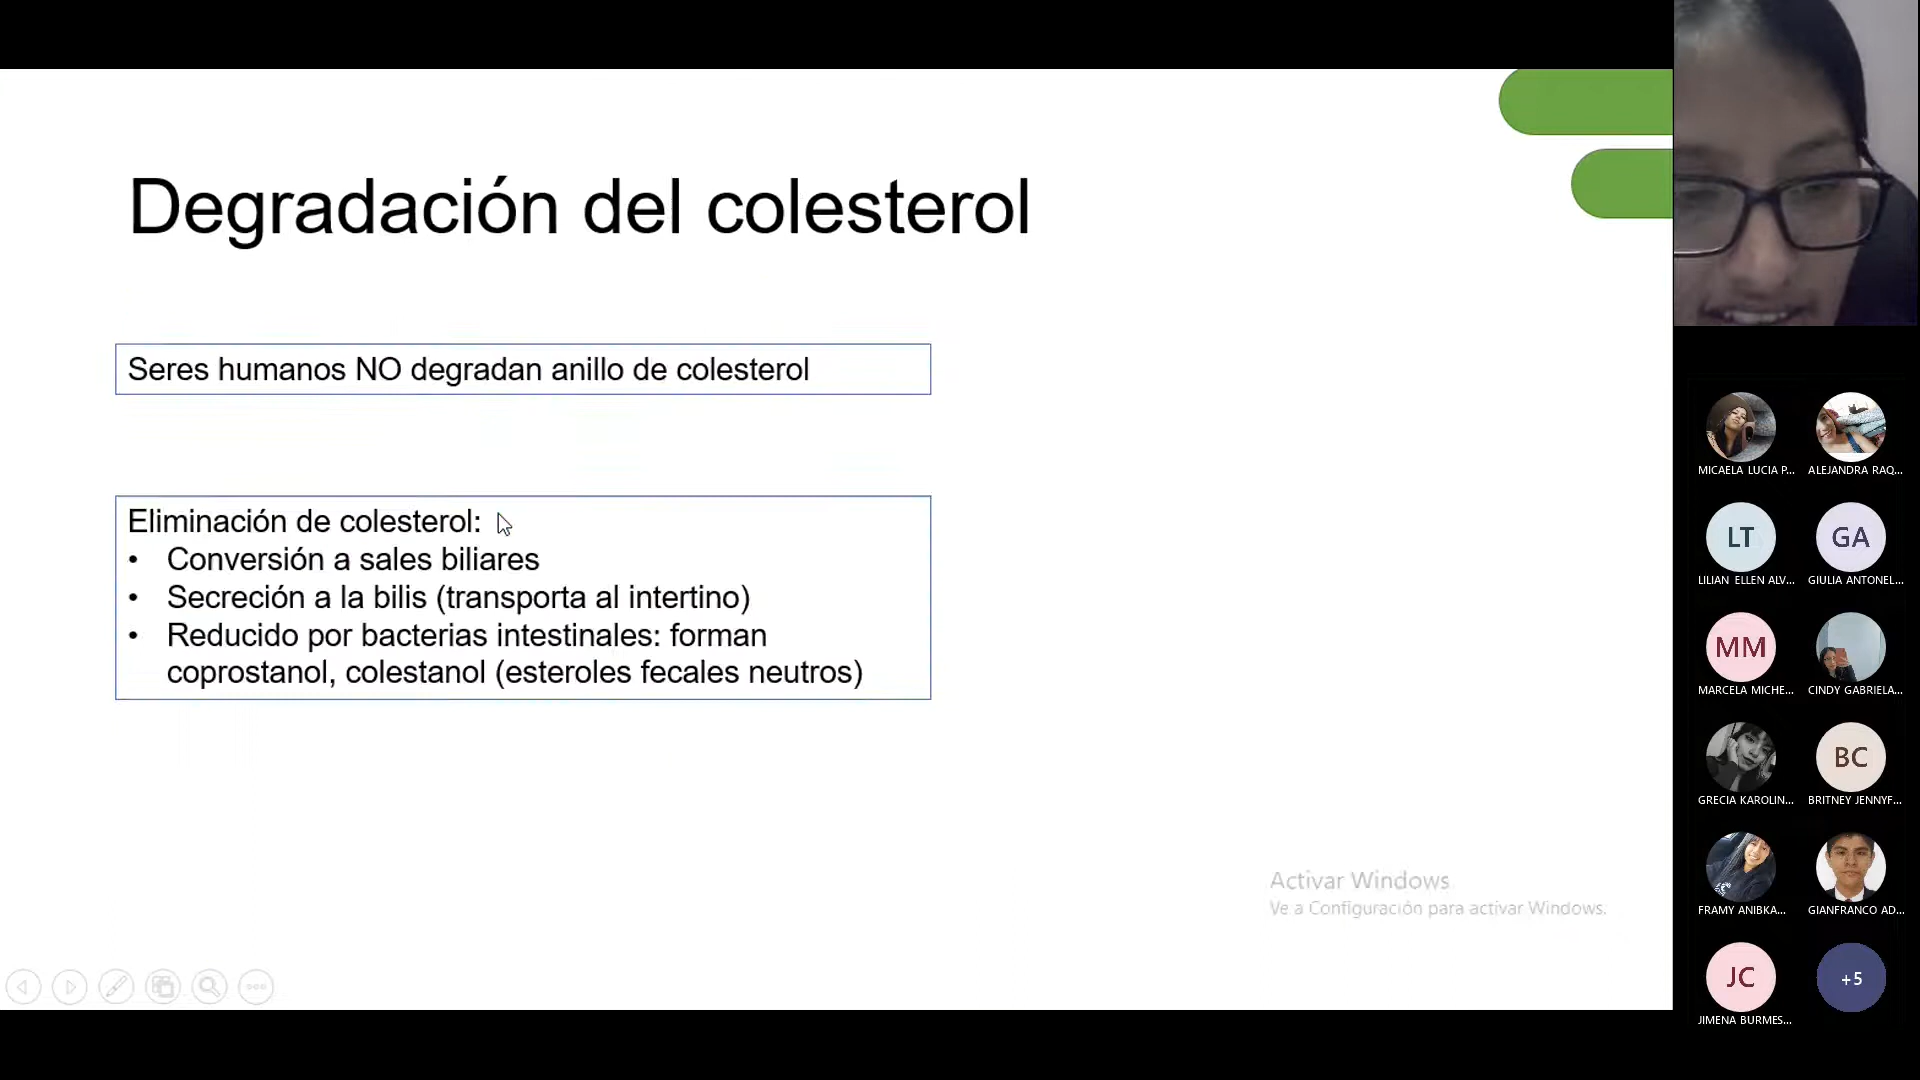 Degradación del colesterol
Seres humanos NO degradan anillo de colesterol
Eliminación de colesterol:
• Conversión a sales biliares
• Secreción a la bilis (transporta al intertino)
• Reducido por bacterias intestinales: forman
coprostanol, colestanol (esteroles fecales neutros)
Activar Windows
Ve a Configuración para activar Windows.
MICAELA LUCIA P...
ALEJANDRA RAQ...
LT
GA
LILIAN ELLEN ALV...
GIULIA ANTONEL...
MM
MARCELA MICHE...
CINDY GABRIELA...
BC
GRECIA KAROLIN...
BRITNEY JENNYF...
FRAMY ANIBKA...
GIANFRANCO AD...
JC
+5
JIMENA BURMES...